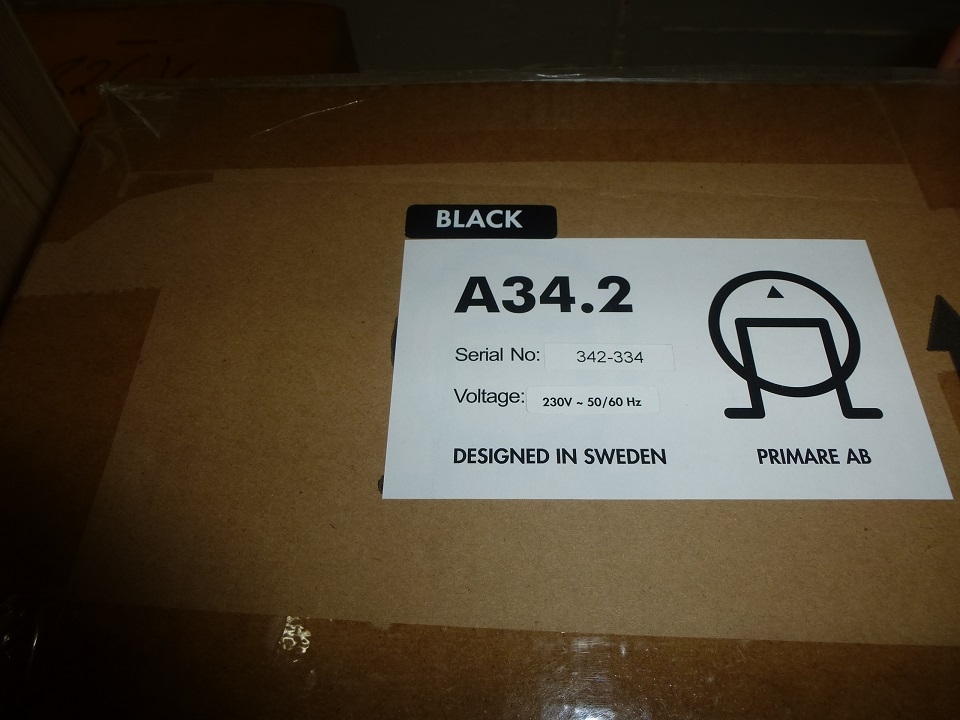 BLACK
A34.2
Serial No: 342-334
Voltage: 230V ~ 50/60 Hz
DESIGNED IN SWEDEN PRIMARE AB